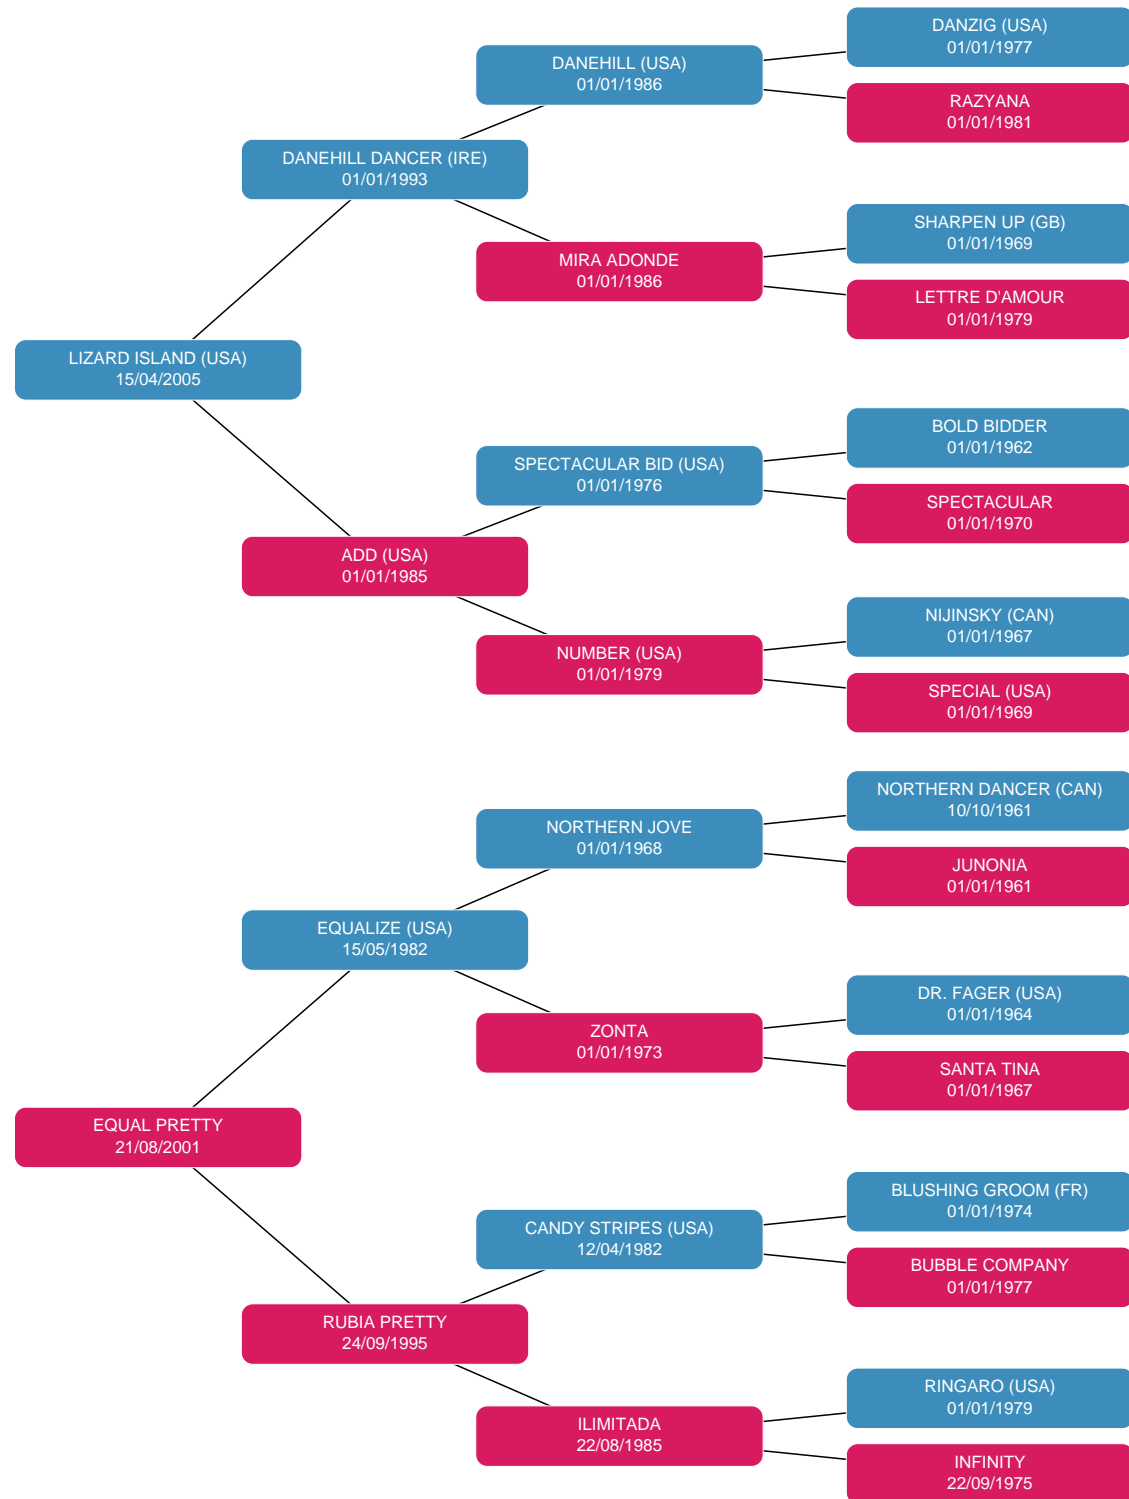 DANZIG (USA)
01/01/1977
DANEHILL (USA)
01/01/1986
RAZYANA
01/01/1981
DANEHILL DANCER (IRE)
01/01/1993
SHARPEN UP (GB)
01/01/1969
MIRA ADONDE
01/01/1986
LETTRE D'AMOUR
01/01/1979
LIZARD ISLAND (USA)
15/04/2005
BOLD BIDDER
01/01/1962
SPECTACULAR BID (USA)
01/01/1976
SPECTACULAR
01/01/1970
ADD (USA)
01/01/1985
NIJINSKY (CAN)
01/01/1967
NUMBER (USA)
01/01/1979
SPECIAL (USA)
01/01/1969
NORTHERN DANCER (CAN)
10/10/1961
NORTHERN JOVE
01/01/1968
JUNONIA
01/01/1961
EQUALIZE (USA)
15/05/1982
DR. FAGER (USA)
01/01/1964
ZONTA
01/01/1973
SANTA TINA
01/01/1967
EQUAL PRETTY
21/08/2001
BLUSHING GROOM (FR)
01/01/1974
CANDY STRIPES (USA)
12/04/1982
BUBBLE COMPANY
01/01/1977
RUBIA PRETTY
24/09/1995
RINGARO (USA)
01/01/1979
ILIMITADA
22/08/1985
INFINITY
22/09/1975